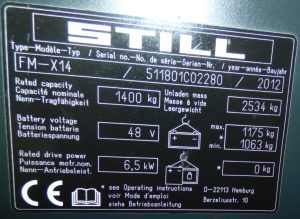 STILL
Type-Modèle-Typ / Serial no.-No. de série-Serien-Nr. / year-année-Baujahr
FM-X14 / 511801C02280 / 2012
Rated capacity
Capacité nominale
Nenn-Tragfähigkeit
1400 kg
Unladen mass
Masse à vide
Leergewicht
2534 kg
Battery voltage
Tension batterie
Batteriespannung
48 V
max.* 1175 kg
min.* 1063 kg
Rated drive power
Puissance motr.nom.
Nenn-Antriebsleist.
6,5 kW
* 0 kg
CE
* see Operating instructions
voir Mode d'emploi
siehe Betriebsanleitung
D-22113 Hamburg
Berzeliusstr. 10